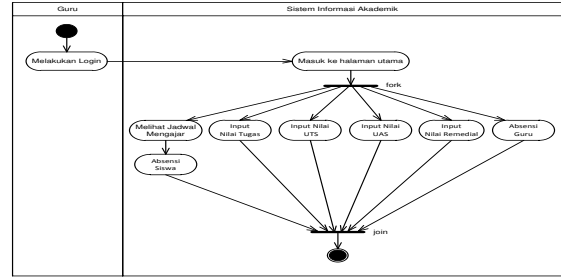 Guru
Sistem Informasi Akademik
Melakukan Login
Masuk ke halaman utama
fork
Melihat Jadwal
Mengajar
Input
Nilai Tugas
Input Nilai
UTS
Input Nilai
UAS
Input
Nilai Remedial
Absensi
Guru
Absensi
Siswa
join